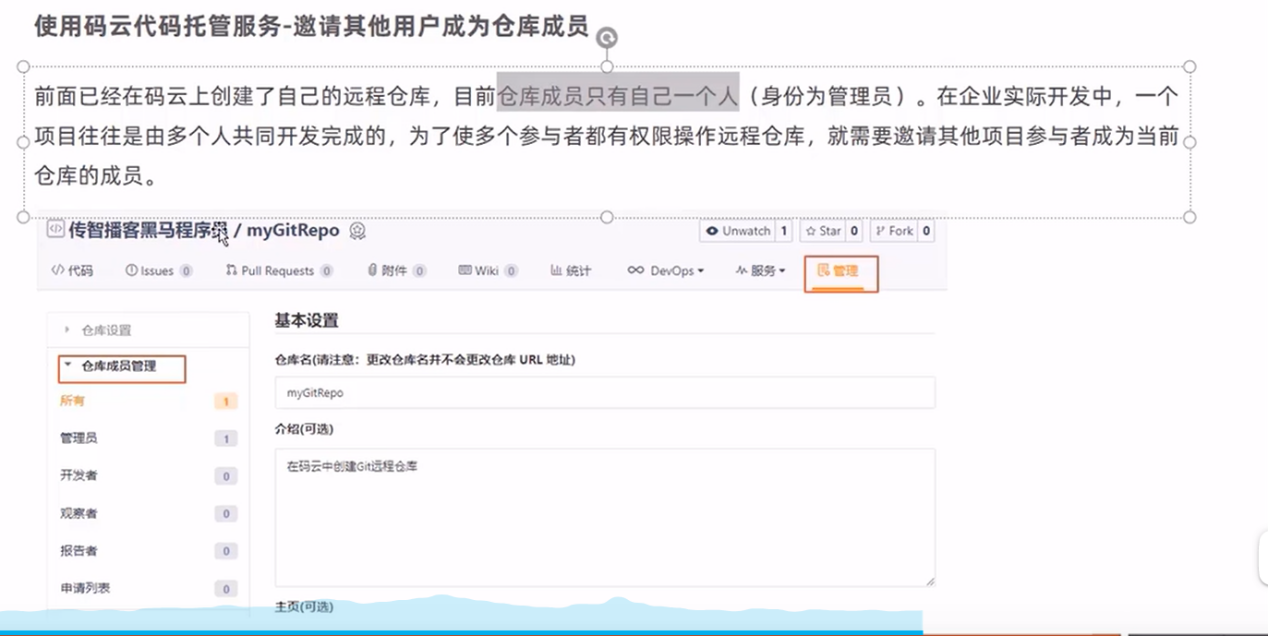 使用码云代码托管服务-邀请其他用户成为仓库成员
前面已经在码云上创建了自己的远程仓库，目前仓库成员只有自己一个人（身份为管理员）。在企业实际开发中，一个
项目往往是由多个人共同开发完成的，为了使多个参与者都有权限操作远程仓库，就需要邀请其他项目参与者成为当前
仓库的成员。
传智播客黑马程序员 / myGitRepo
Unwatch 1 Star 0 Fork 0
代码 Issues 0 Pull Requests 0 附件 0 Wiki 0 统计 DevOps 服务 管理
仓库设置
仓库成员管理
所有 1
管理员 1
开发者 0
观察者 0
报告者 0
申请列表 0
基本设置
仓库名(请注意：更改仓库名并不会更改仓库 URL 地址)
myGitRepo
介绍(可选)
在码云中创建Git远程仓库
主页(可选)